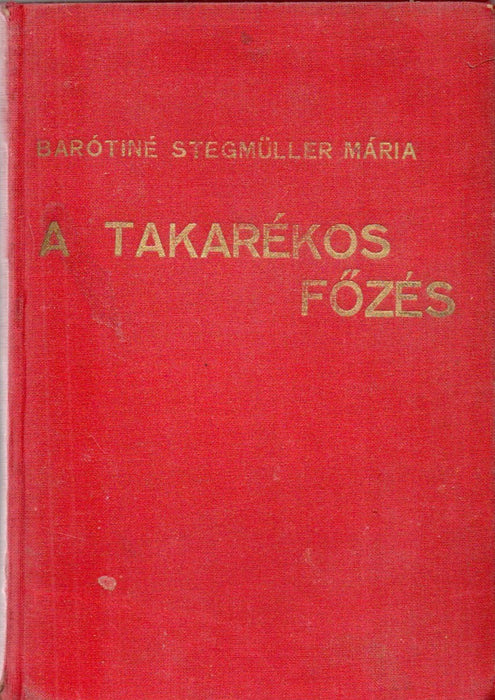 BARÓTINÉ STEGMÜLLER MÁRIA
A TAKARÉKOS
FŐZÉS